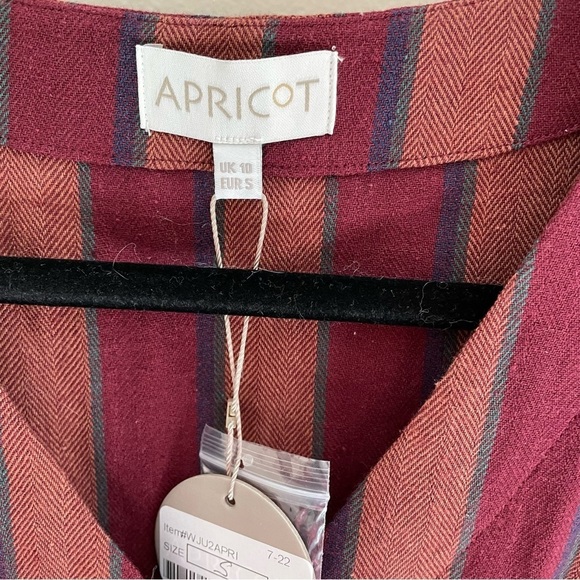 APRICOT
UK 10
EUR S
Item#WJU2APRI 7-22
SIZE S